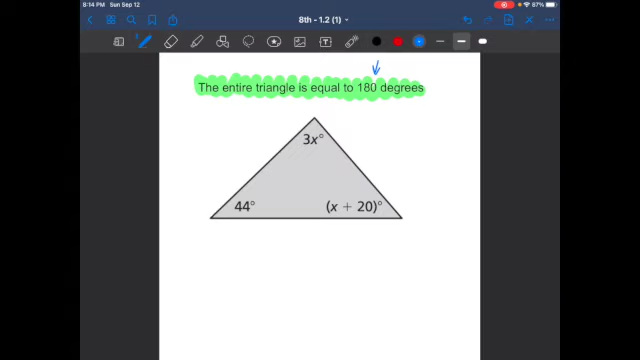 8:14 PM Sun Sep 12
87%
8th - 1.2 (1)
The entire triangle is equal to 180 degrees
3x°
44°
(x + 20)°